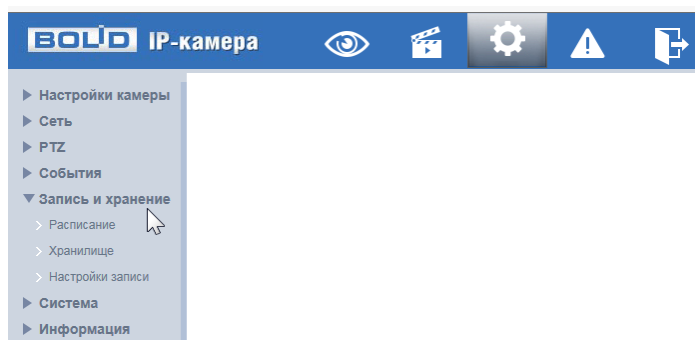 BOLID IP-камера
Настройки камеры
Сеть
PTZ
События
Запись и хранение
Расписание
Хранилище
Настройки записи
Система
Информация